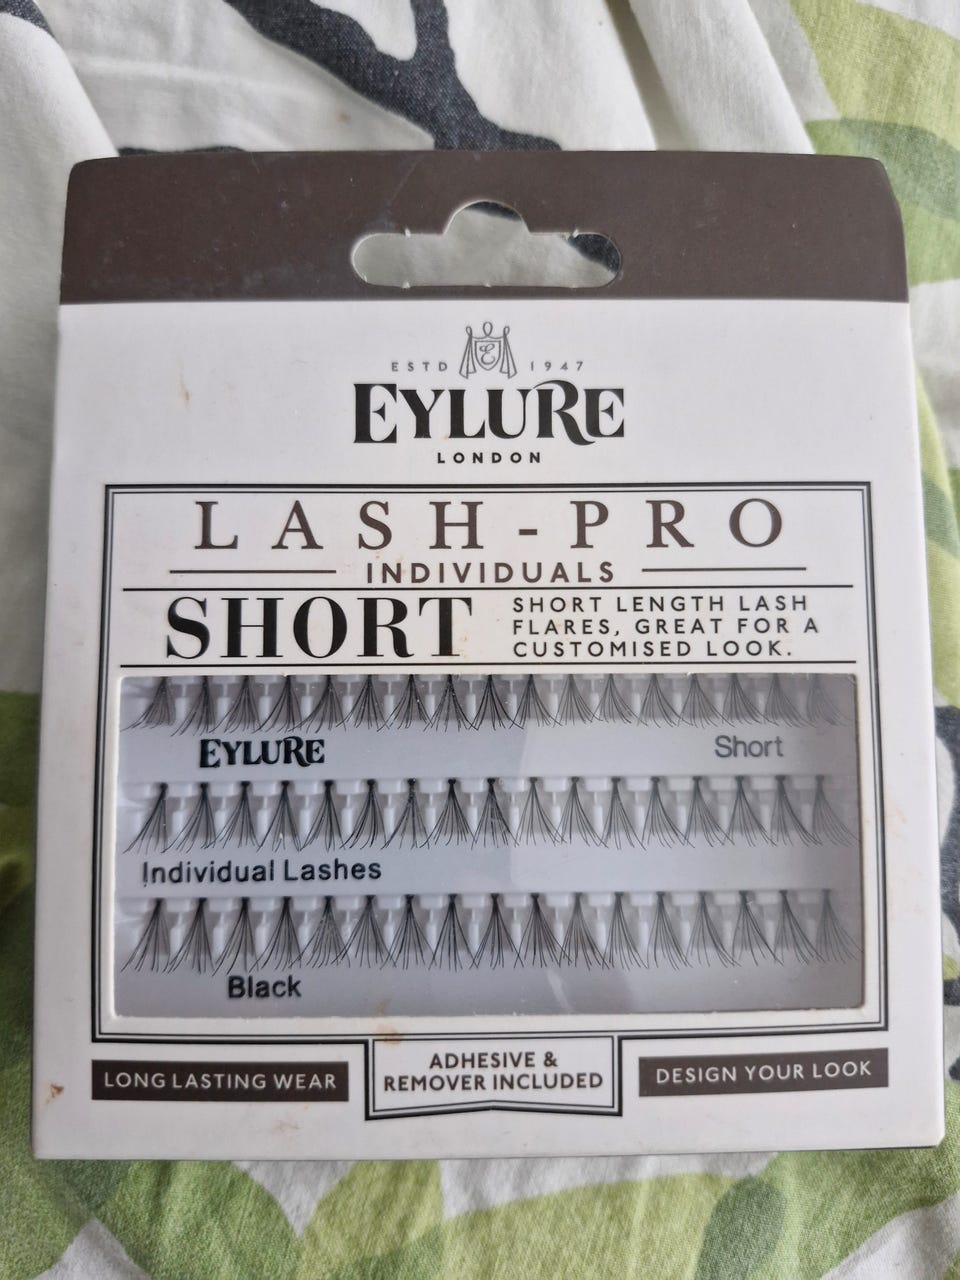 ESTD E 1947
EYLURE
LONDON
LASH-PRO
INDIVIDUALS
SHORT
SHORT LENGTH LASH
FLARES, GREAT FOR A
CUSTOMISED LOOK.
EYLURE
Short
Individual Lashes
Black
LONG LASTING WEAR
ADHESIVE &
REMOVER INCLUDED
DESIGN YOUR LOOK